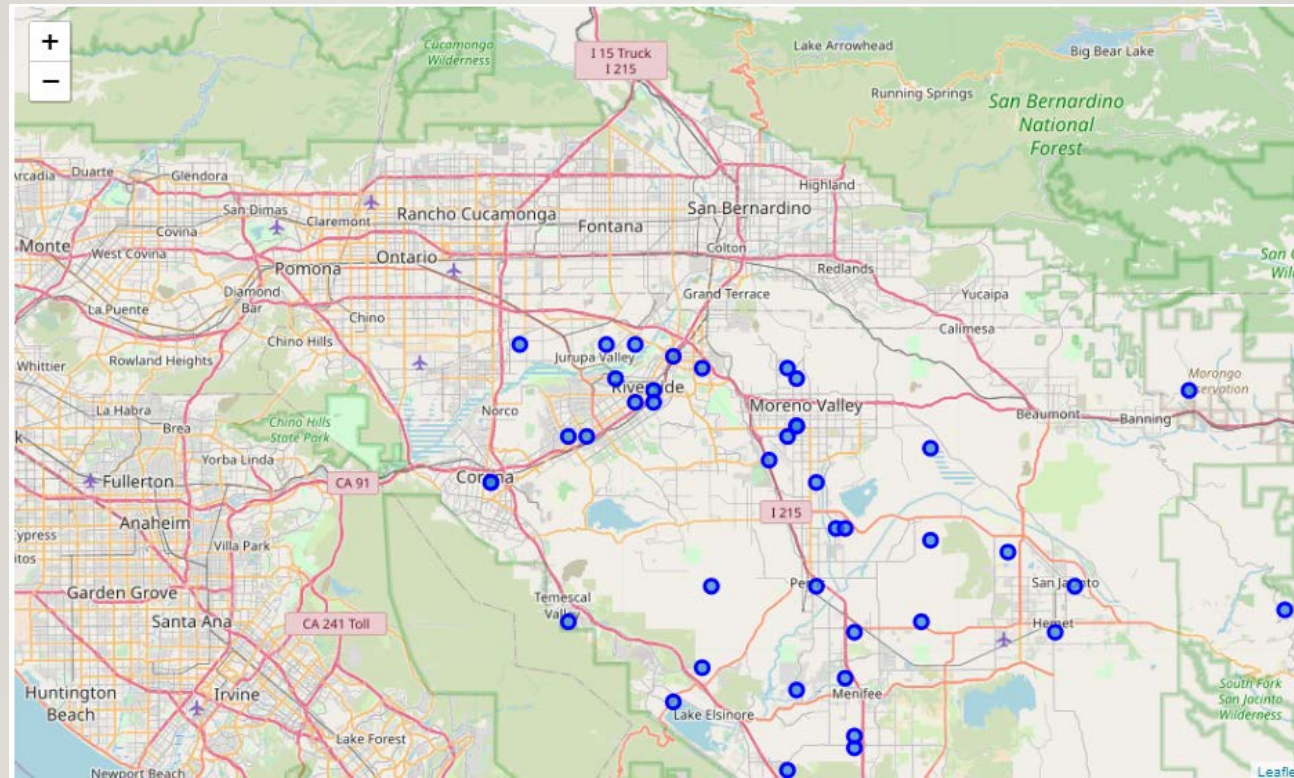 +
−
Cucamonga
Wilderness
I 15 Truck
I 215
Lake Arrowhead
Big Bear Lake
Running Springs
San Bernardino
National
Forest
Arcadia
Duarte
Glendora
Highland
San Dimas
Claremont
Rancho Cucamonga
San Bernardino
Fontana
Monte
Covina
West Covina
Pomona
Ontario
Colton
Redlands
Diamond
Bar
La Puente
Chino
Grand Terrace
Yucaipa
Calimesa
Chino Hills
Whittier
Rowland Heights
Jurupa Valley
Riverside
Morongo
La Habra
Brea
Chino Hills
State Park
Norco
Moreno Valley
Beaumont
Banning
Yorba Linda
Fullerton
CA 91
Corona
Anaheim
Villa Park
I 215
Garden Grove
Santa Ana
CA 241 Toll
Temescal
Valley
Perris
San Jacinto
Hemet
Huntington
Beach
Irvine
Lake Forest
Newport Beach
Lake Elsinore
Menifee
South Fork
San Jacinto
Wilderness